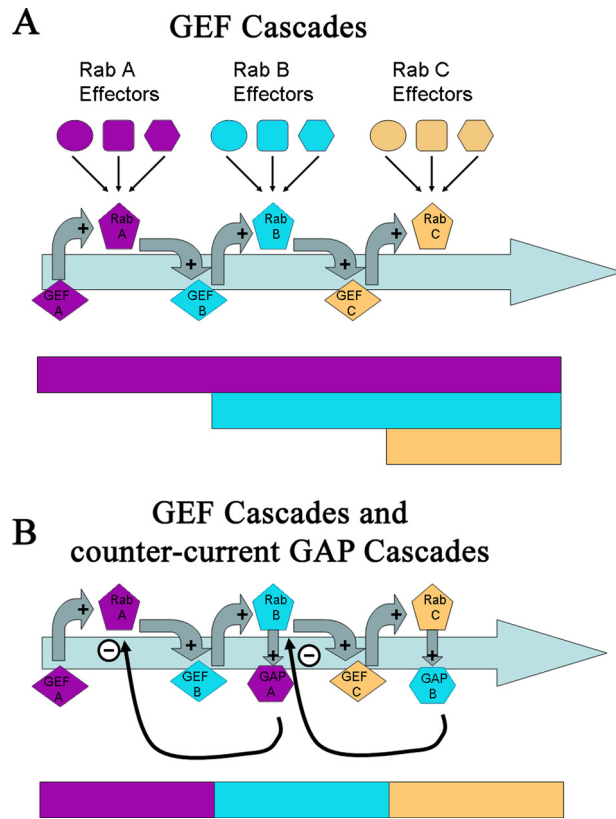 A
GEF Cascades
Rab A
Effectors
Rab B
Effectors
Rab C
Effectors
Rab
A
Rab
B
Rab
C
+
+
+
+
+
GEF
A
GEF
B
GEF
C
B
GEF Cascades and
counter-current GAP Cascades
Rab
A
Rab
B
Rab
C
+
+
+
+
+
+
+
−
−
GEF
A
GEF
B
GAP
A
GEF
C
GAP
B